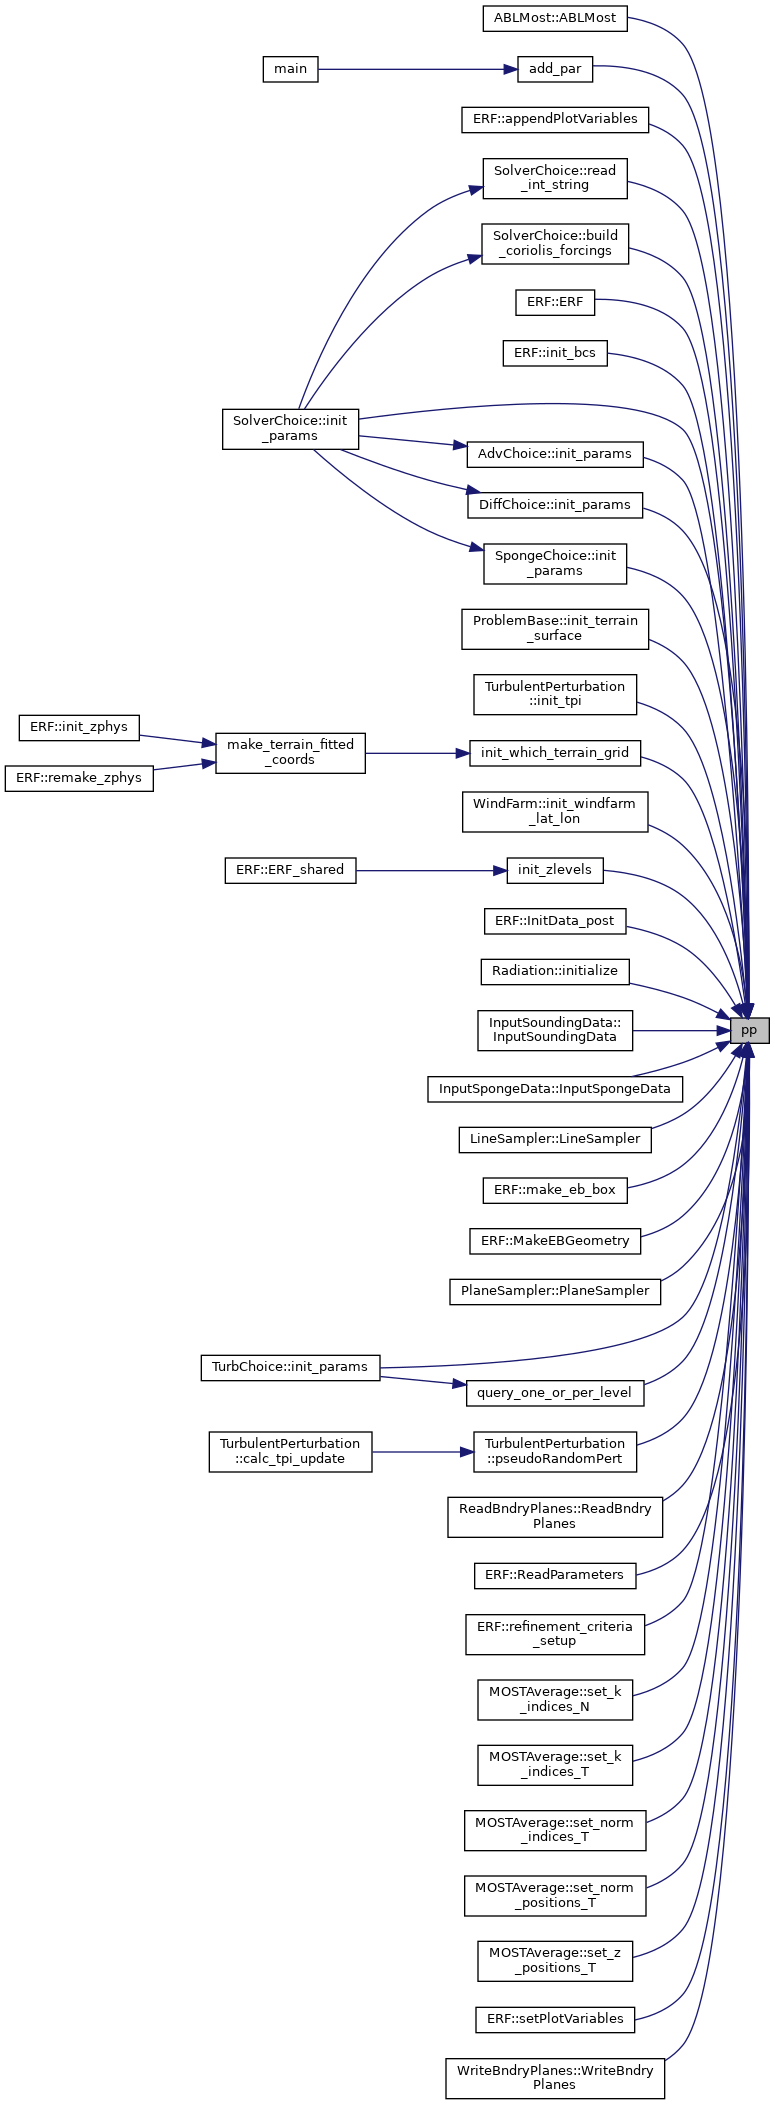 ABLMost::ABLMost
main
add_par
ERF::appendPlotVariables
SolverChoice::read
_int_string
SolverChoice::build
_coriolis_forcings
ERF::ERF
ERF::init_bcs
SolverChoice::init
_params
AdvChoice::init_params
DiffChoice::init_params
SpongeChoice::init
_params
ProblemBase::init_terrain
_surface
TurbulentPerturbation
::init_tpi
ERF::init_zphys
make_terrain_fitted
_coords
init_which_terrain_grid
ERF::remake_zphys
WindFarm::init_windfarm
_lat_lon
ERF::ERF_shared
init_zlevels
ERF::InitData_post
Radiation::initialize
InputSoundingData::
InputSoundingData
pp
InputSpongeData::InputSpongeData
LineSampler::LineSampler
ERF::make_eb_box
ERF::MakeEBGeometry
PlaneSampler::PlaneSampler
TurbChoice::init_params
query_one_or_per_level
TurbulentPerturbation
::calc_tpi_update
TurbulentPerturbation
::pseudoRandomPert
ReadBndryPlanes::ReadBndry
Planes
ERF::ReadParameters
ERF::refinement_criteria
_setup
MOSTAverage::set_k
_indices_N
MOSTAverage::set_k
_indices_T
MOSTAverage::set_norm
_indices_T
MOSTAverage::set_norm
_positions_T
MOSTAverage::set_z
_positions_T
ERF::setPlotVariables
WriteBndryPlanes::WriteBndry
Planes